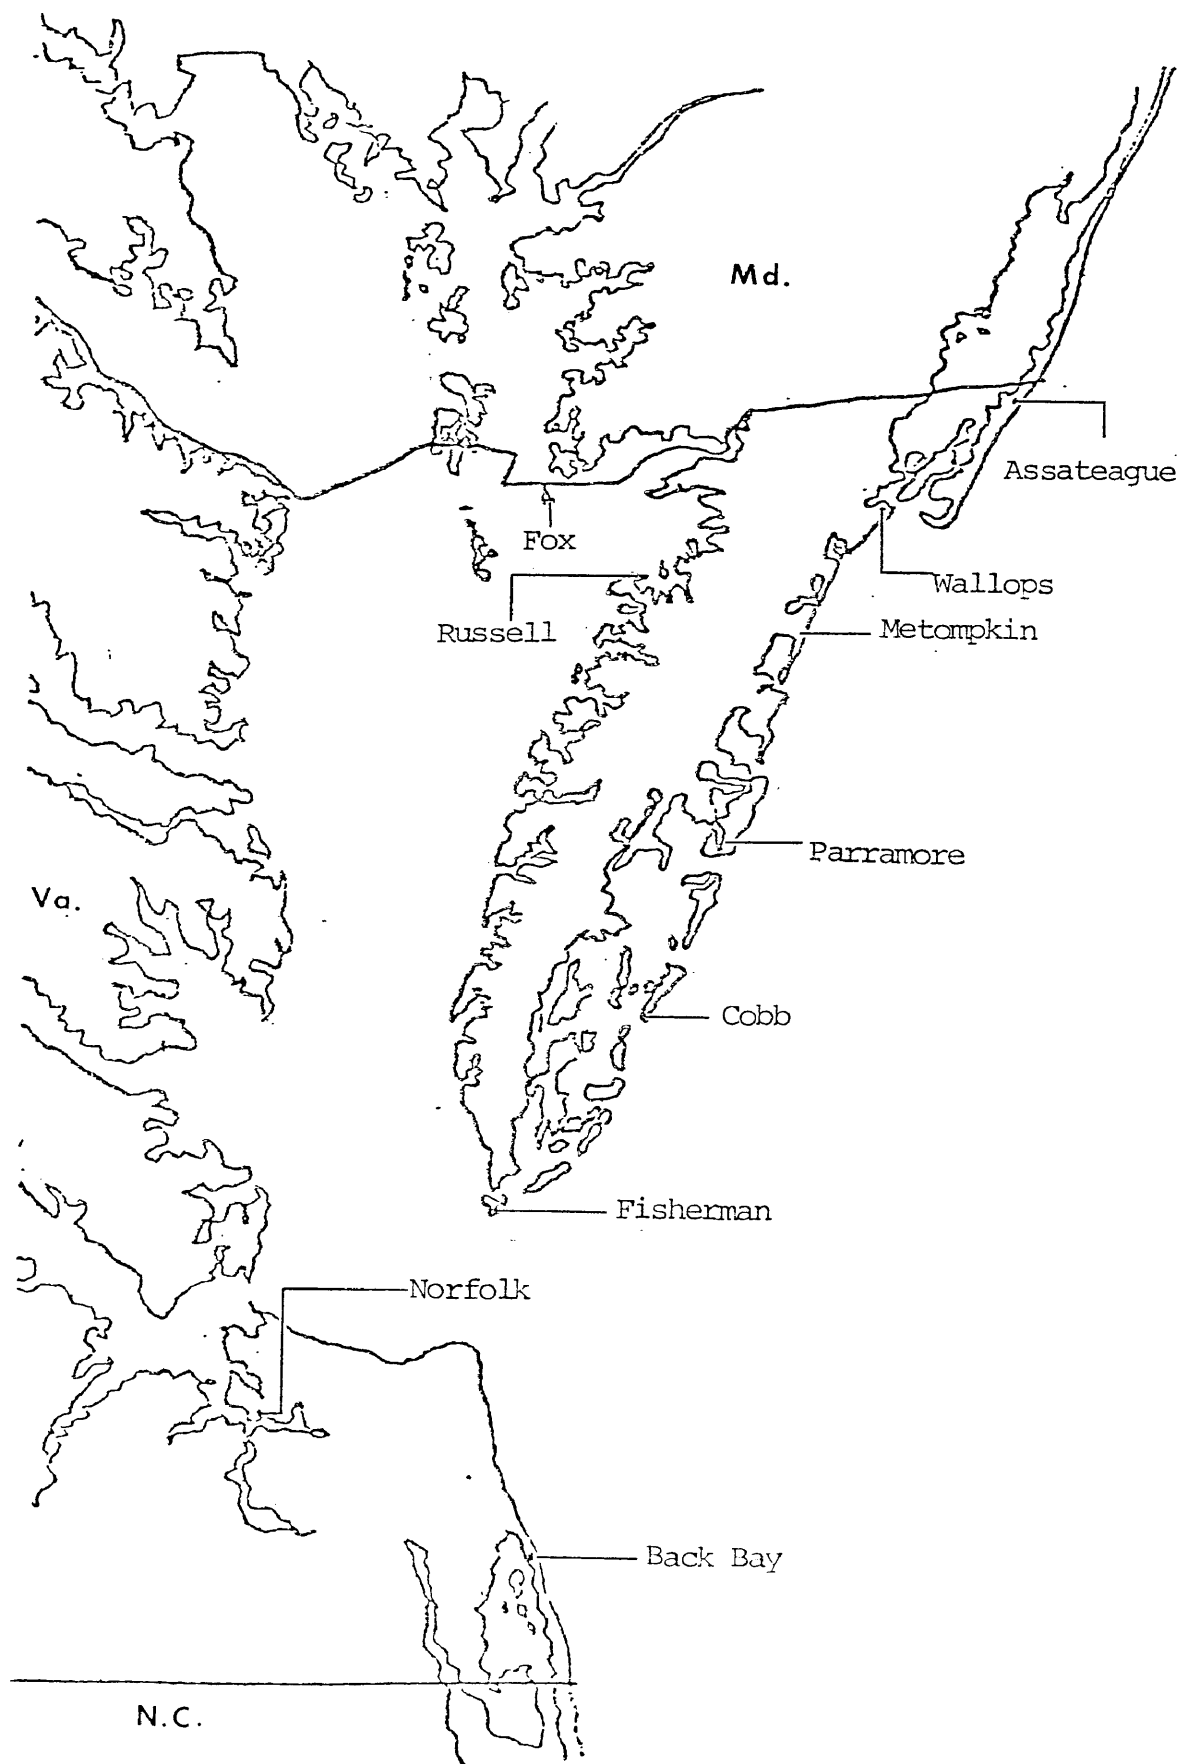 Md.
Assateague
Fox
Wallops
Russell
Metompkin
Parramore
Va.
Cobb
Fisherman
Norfolk
Back Bay
N.C.